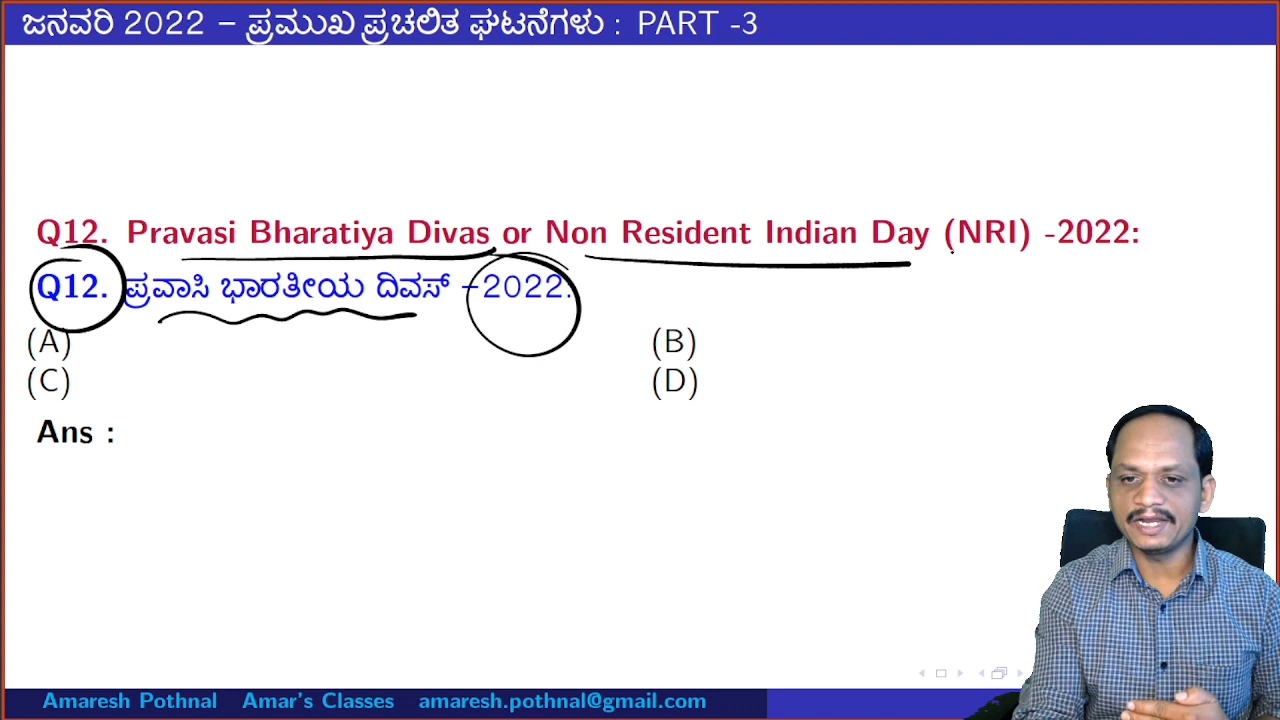 ಜನವರಿ 2022 – ಪ್ರಮುಖ ಪ್ರಚಲಿತ ಘಟನೆಗಳು : PART -3
Q12. Pravasi Bharatiya Divas or Non Resident Indian Day (NRI) -2022:
Q12. ಪ್ರವಾಸಿ ಭಾರತೀಯ ದಿವಸ್ –2022.
(A) (B)
(C) (D)
Ans :
Amaresh Pothnal Amar's Classes amaresh.pothnal@gmail.com